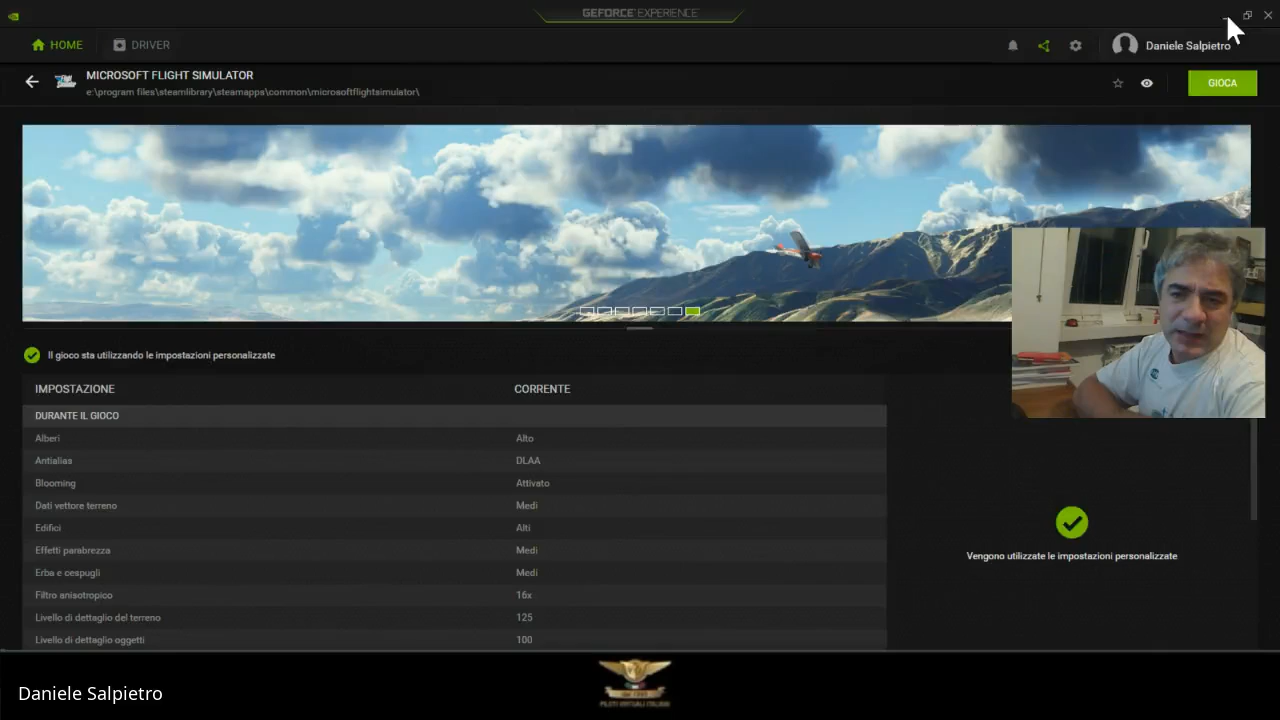 GEFORCE EXPERIENCE
HOME
DRIVER
Daniele Salpietro
MICROSOFT FLIGHT SIMULATOR
e:\program files\steamlibrary\steamapps\common\microsoftflightsimulator\
GIOCA
Il gioco sta utilizzando le impostazioni personalizzate
IMPOSTAZIONE CORRENTE
DURANTE IL GIOCO
Alberi Alto
Antialias DLAA
Blooming Attivato
Dati vettore terreno Medi
Edifici Alti
Effetti parabrezza Medi
Erba e cespugli Medi
Filtro anisotropico 16x
Livello di dettaglio del terreno 125
Livello di dettaglio oggetti 100
Vengono utilizzate le impostazioni personalizzate
PILOTI VIRTUALI ITALIANI
Daniele Salpietro